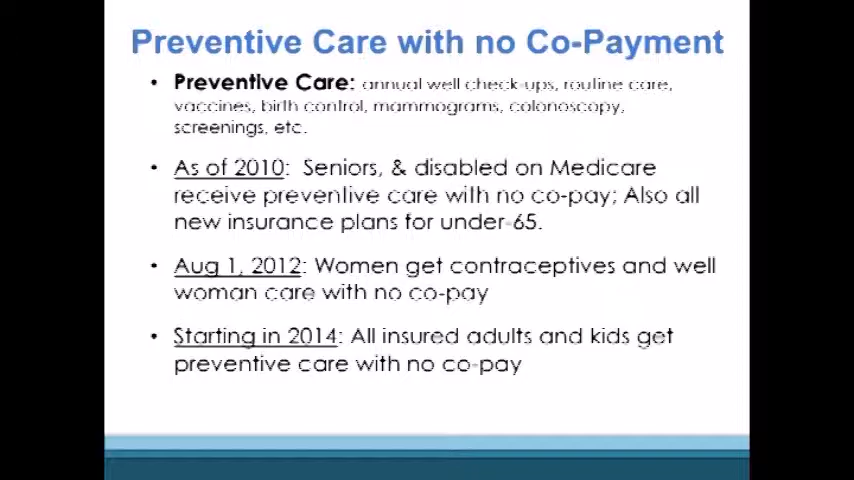 Preventive Care with no Co-Payment
• Preventive Care: annual well check-ups, routine care,
vaccines, birth control, mammograms, colonoscopy,
screenings, etc.
• As of 2010: Seniors, & disabled on Medicare
receive preventive care with no co-pay; Also all
new insurance plans for under-65.
• Aug 1, 2012: Women get contraceptives and well
woman care with no co-pay
• Starting in 2014: All insured adults and kids get
preventive care with no co-pay